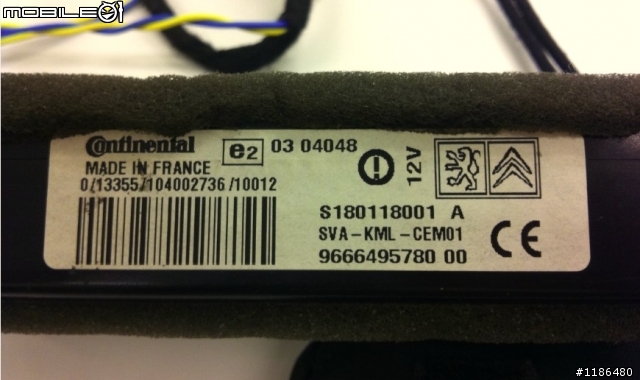 MOBILE01
Continental
e2 03 04048
MADE IN FRANCE
0/13355/104002736/10012
12V
S180118001 A
SVA-KML-CEM01
9666495780 00
CE
#1186480